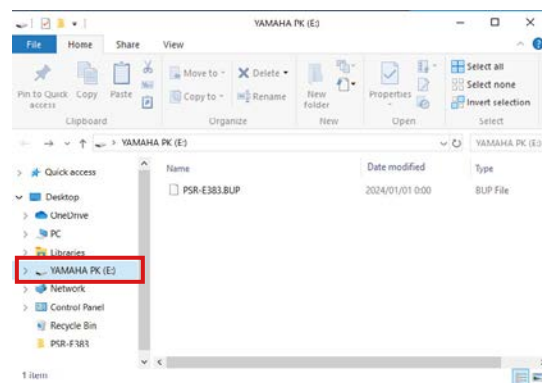 YAMAHA PK (E:)
File Home Share View
Pin to Quick access
Copy
Paste
Move to
Copy to
Delete
Rename
New folder
Properties
Select all
Select none
Invert selection
Clipboard Organize New Open Select
YAMAHA PK (E:)
YAMAHA PK (E:)
Name Date modified Type
PSR-E383.BUP 2024/01/01 0:00 BUP File
Quick access
Desktop
OneDrive
PC
Libraries
YAMAHA PK (E:)
Network
Control Panel
Recycle Bin
PSR-E383
1 item